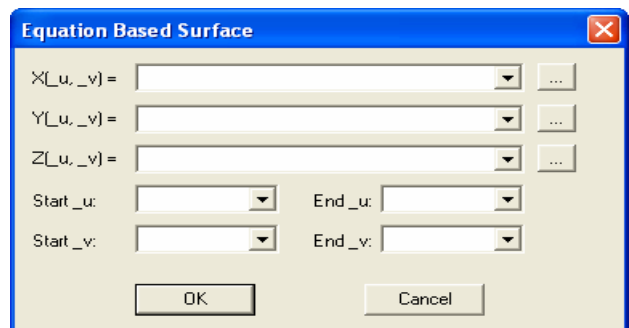 Equation Based Surface
X(_u, _v) =
...
Y(_u, _v) =
...
Z(_u, _v) =
...
Start _u:
End _u:
Start _v:
End _v:
OK
Cancel